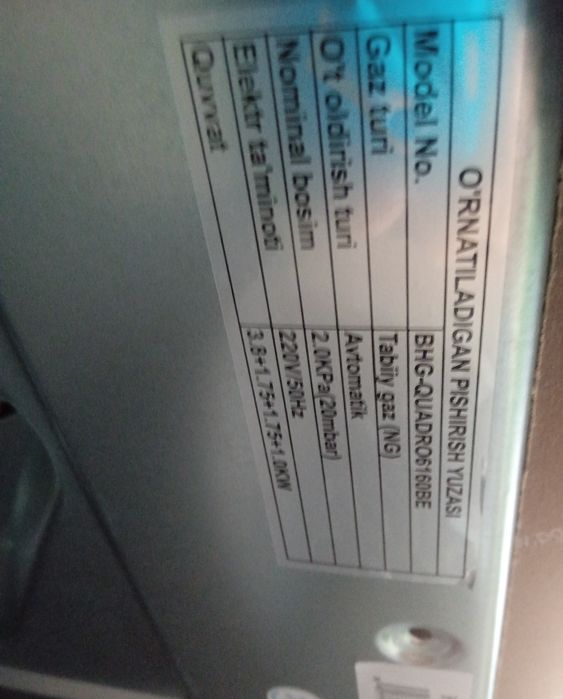 O'RNATILADIGAN PISHIRISH YUZASI
Model No. BHG-QUADRO6160BE
Gaz turi Tabiiy gaz (NG)
O't oldirish turi Avtomatik
Nominal bosim 2.0KPa(20mbar)
Elektr ta'minoti 220V/50Hz
Quvvat 3.8+1.75+1.75+1.0KW